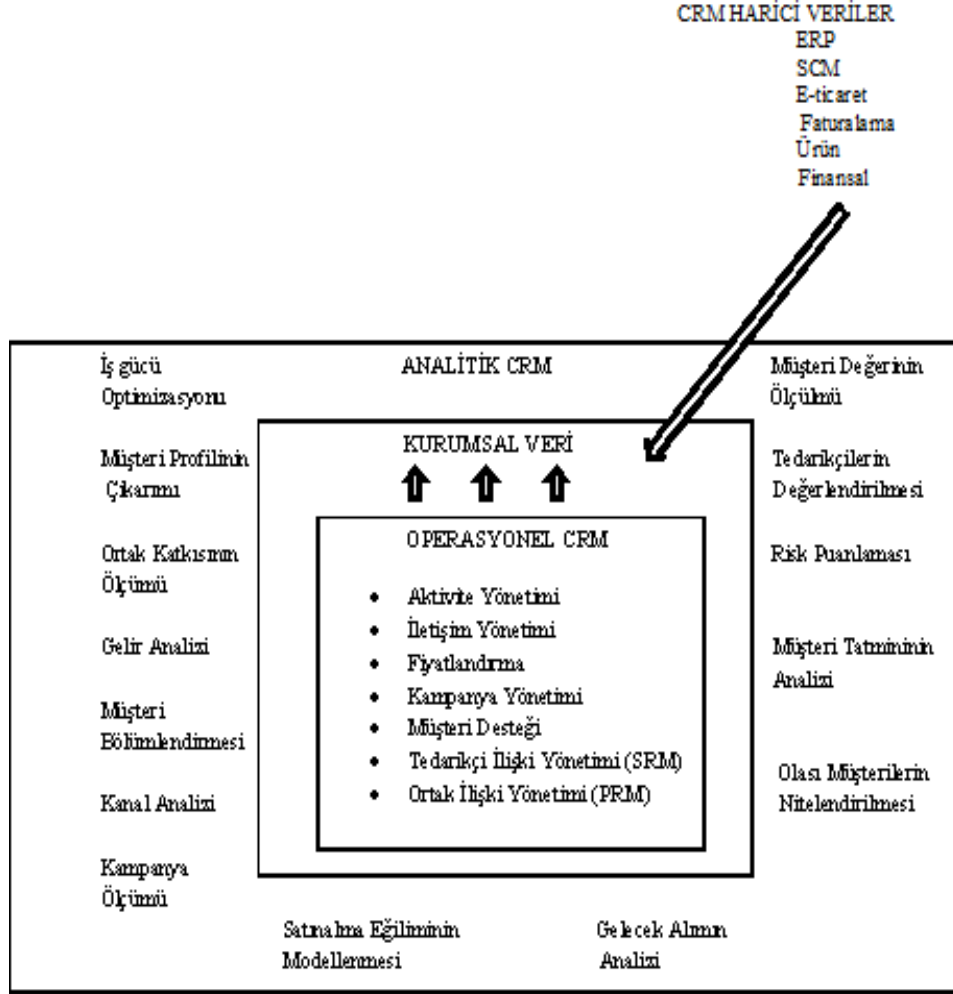 CRM HARİCİ VERİLER
ERP
SCM
E-ticaret
Faturalama
Ürün
Finansal
ANALİTİK CRM
İş gücü
Optimizasyonu
Müşteri Profilinin
Çıkarımı
Ortak Katkısının
Ölçümü
Gelir Analizi
Müşteri
Bölümlendirmesi
Kanal Analizi
Kampanya
Ölçümü
KURUMSAL VERİ
OPERASYONEL CRM
• Aktivite Yönetimi
• İletişim Yönetimi
• Fiyatlandırma
• Kampanya Yönetimi
• Müşteri Desteği
• Tedarikçi İlişki Yönetimi (SRM)
• Ortak İlişki Yönetimi (PRM)
Müşteri Değerinin
Ölçülmü
Tedarikçilerin
Değerlendirilmesi
Risk Puanlaması
Müşteri Tatmininin
Analizi
Olası Müşterilerin
Nitelendirilmesi
Satınalma Eğiliminin
Modellenmesi
Gelecek Alımın
Analizi